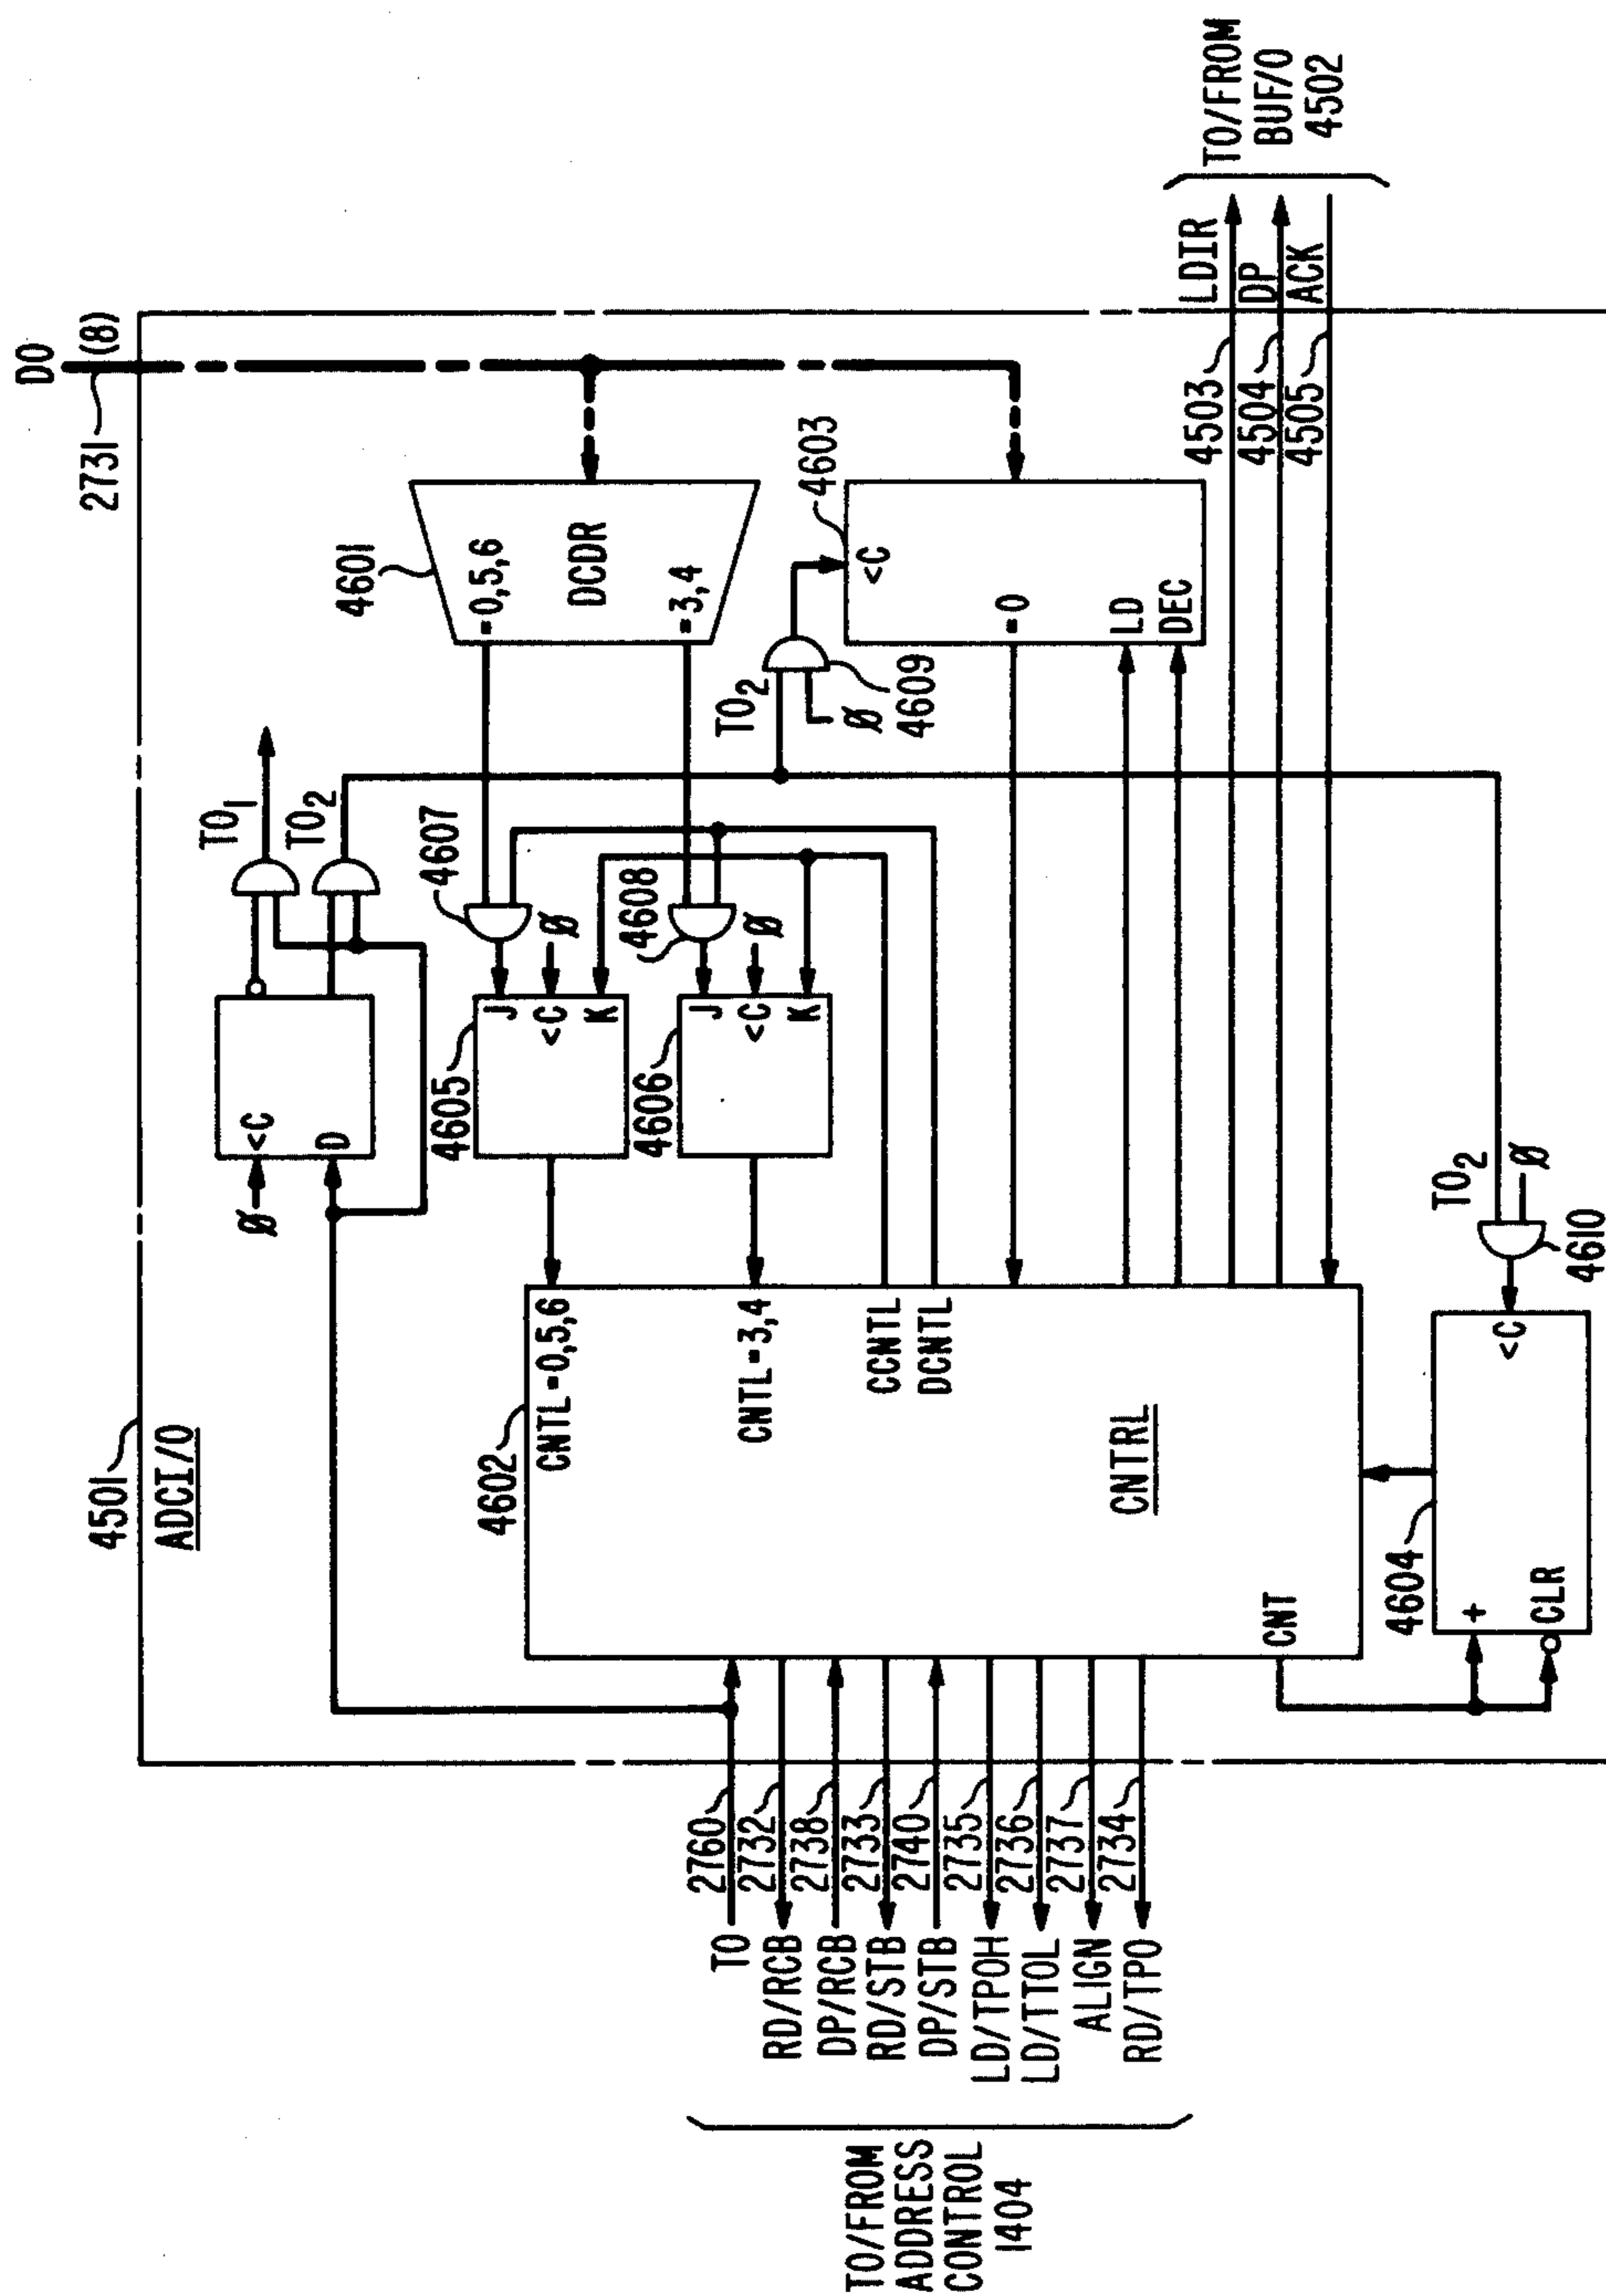 DO
2731
(8)
4501
ADCI/O
4601
=0,5,6
DCDR
=3,4
4603
<C
=0
LD
DEC
TO2
Ø
4609
TO1
TO2
4607
4608
Ø
Ø
<C
D
Ø
J
<C
K
4605
J
<C
K
4606
4602
CNTL=0,5,6
CNTL=3,4
CCNTL
DCNTL
CNTRL
CNT
4604
+
CLR
<C
TO2
Ø
4610
4503
LDIR
4504
DP
4505
ACK
TO/FROM
BUF/O
4502
TO
2760
RD/RCB
2732
DP/RCB
2738
RD/STB
2733
DP/STB
2740
LD/TPOH
2735
LD/TTOL
2736
ALIGN
2737
RD/TPO
2734
TO/FROM
ADDRESS
CONTROL
1404